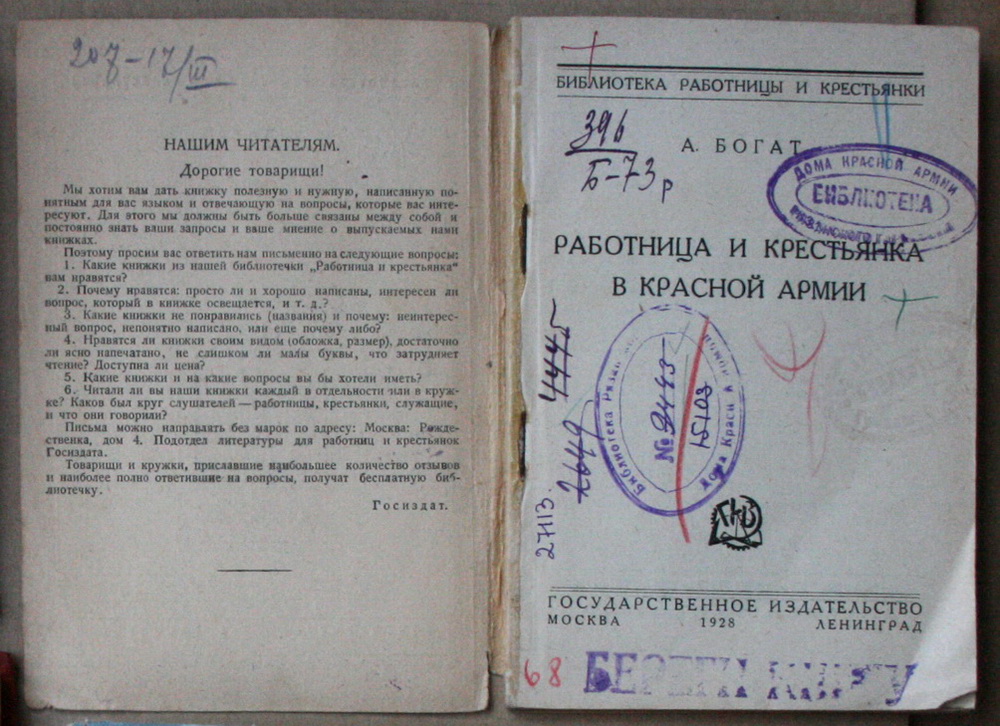 207-17/III
НАШИМ ЧИТАТЕЛЯМ.
Дорогие товарищи!
Мы хотим вам дать книжку полезную и нужную, написанную по-
нятным для вас языком и отвечающую на вопросы, которые вас инте-
ресуют. Для этого мы должны быть больше связаны между собой и
постоянно знать ваши запросы и ваше мнение о выпускаемых нами
книжках.
Поэтому просим вас ответить нам письменно на следующие вопросы:
1. Какие книжки из нашей библиотечки „Работница и крестьянка“
вам нравятся?
2. Почему нравятся: просто ли и хорошо написаны, интересен ли
вопрос, который в книжке освещается, и т. д.?
3. Какие книжки не понравились (названия) и почему: неинтерес-
ный вопрос, непонятно написано, или еще почему либо?
4. Нравятся ли книжки своим видом (обложка, размер), достаточно
ли ясно напечатано, не слишком ли малы буквы, что затрудняет
чтение? Доступна ли цена?
5. Какие книжки и на какие вопросы вы бы хотели иметь?
6. Читали ли вы наши книжки каждый в отдельности или в круж-
ке? Каков был круг слушателей — работницы, крестьянки, служащие,
и что они говорили?
Письма можно направлять без марок по адресу: Москва: Рожде-
ственка, дом 4. Подотдел литературы для работниц и крестьянок
Госиздата.
Товарищи и кружки, приславшие наибольшее количество отзывов
и наиболее полно ответившие на вопросы, получат бесплатную биб-
лиотечку.
Госиздат.
БИБЛИОТЕКА РАБОТНИЦЫ И КРЕСТЬЯНКИ
396
Б-73
р
А. БОГАТ
ДОМА КРАСНОЙ АРМИИ
БИБЛИОТЕКА
РАБОТНИЦА И КРЕСТЬЯНКА
В КРАСНОЙ АРМИИ
4445
2649
27113.
Библиотека
Дома Красн
№ 9493
15103
ГИЗ
ГОСУДАРСТВЕННОЕ ИЗДАТЕЛЬСТВО
МОСКВА 1928 ЛЕНИНГРАД
68
БЕРЕГИ КНИГУ